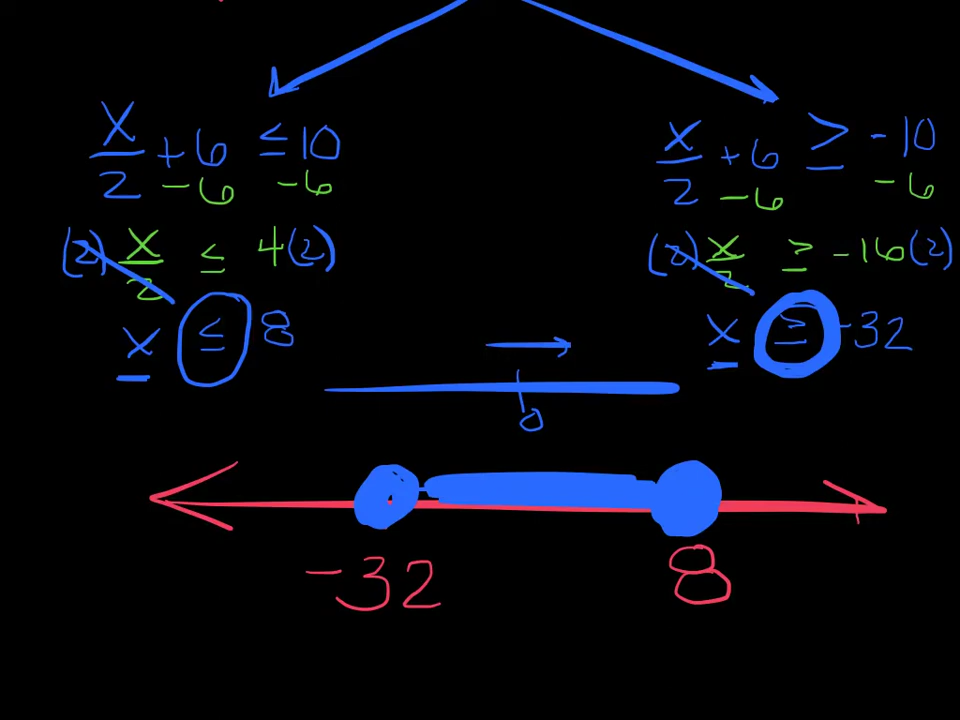 x/2 + 6 ≤ 10
-6 -6
(2) x/2 ≤ 4(2)
x ≤ 8
x/2 + 6 ≥ -10
-6 -6
(2) x/2 ≥ -16(2)
x ≥ -32
0
-32 8